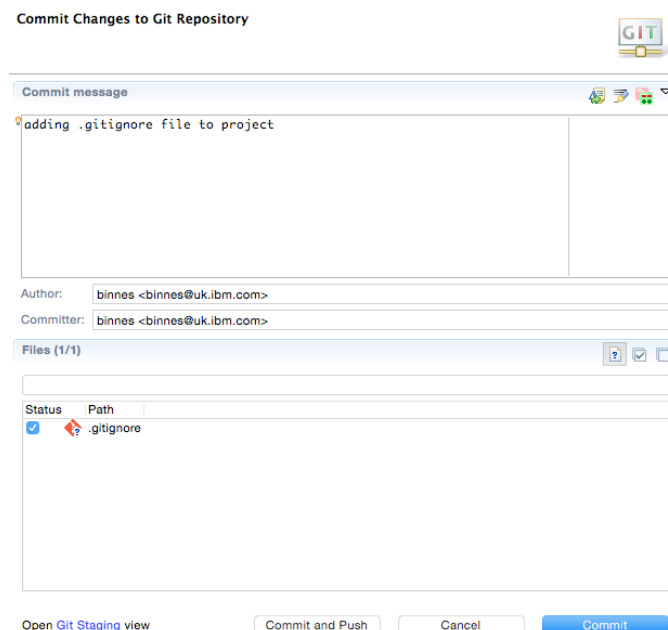 Commit Changes to Git Repository
GIT
Commit message
adding .gitignore file to project
Author: binnes <binnes@uk.ibm.com>
Committer: binnes <binnes@uk.ibm.com>
Files (1/1)
Status Path
.gitignore
Open Git Staging view Commit and Push Cancel Commit